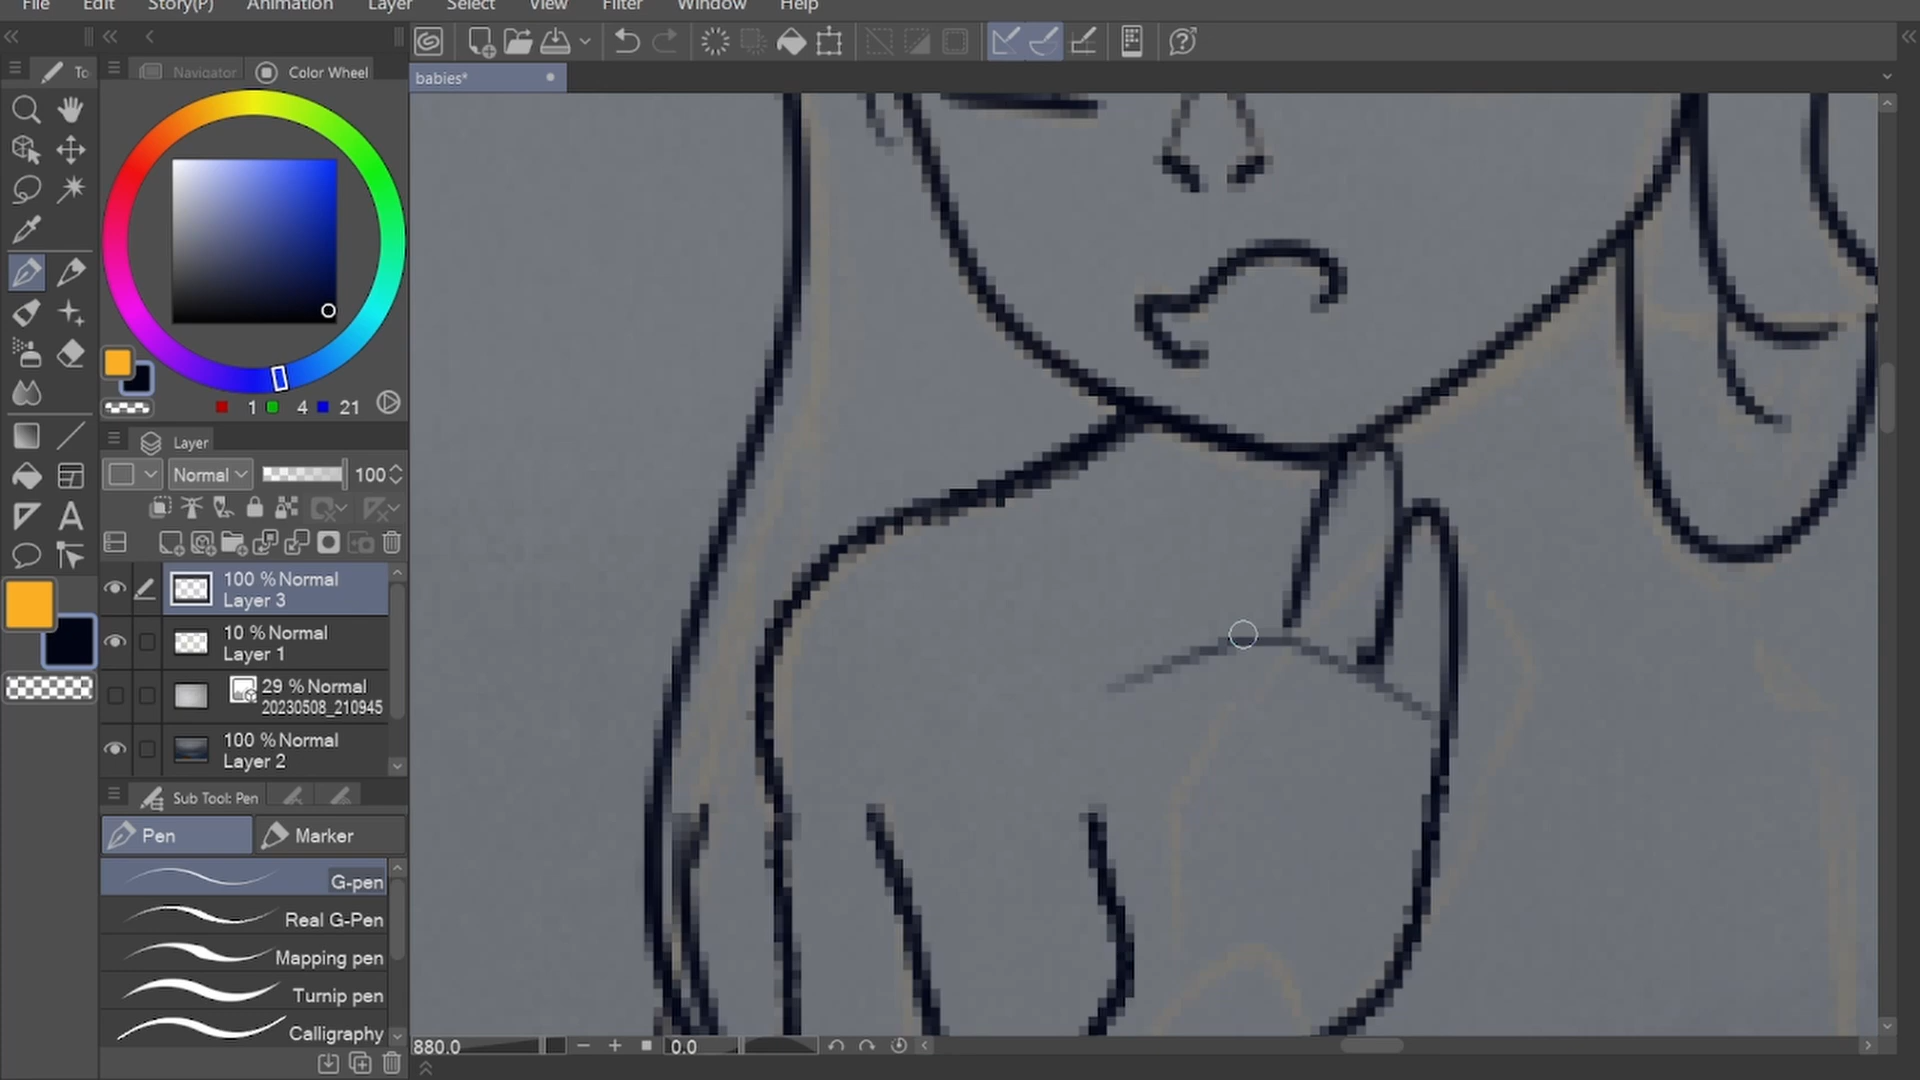 File Edit Story(P) Animation Layer Select View Filter Window Help
To Navigator Color Wheel
babies*
1 4 21
Layer
Normal 100
100 % Normal
Layer 3
10 % Normal
Layer 1
29 % Normal
20230508_210945
100 % Normal
Layer 2
Sub Tool: Pen
Pen Marker
G-pen
Real G-Pen
Mapping pen
Turnip pen
Calligraphy
880.0 0.0